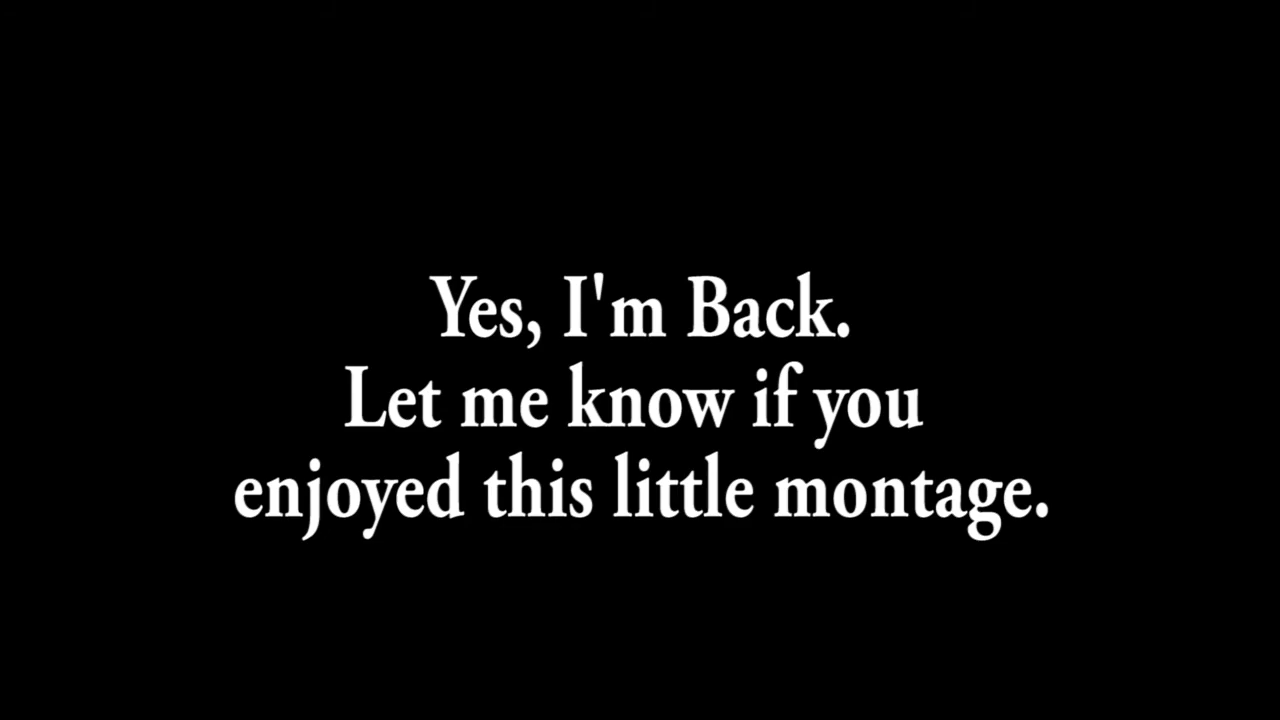 Yes, I'm Back.
Let me know if you
enjoyed this little montage.